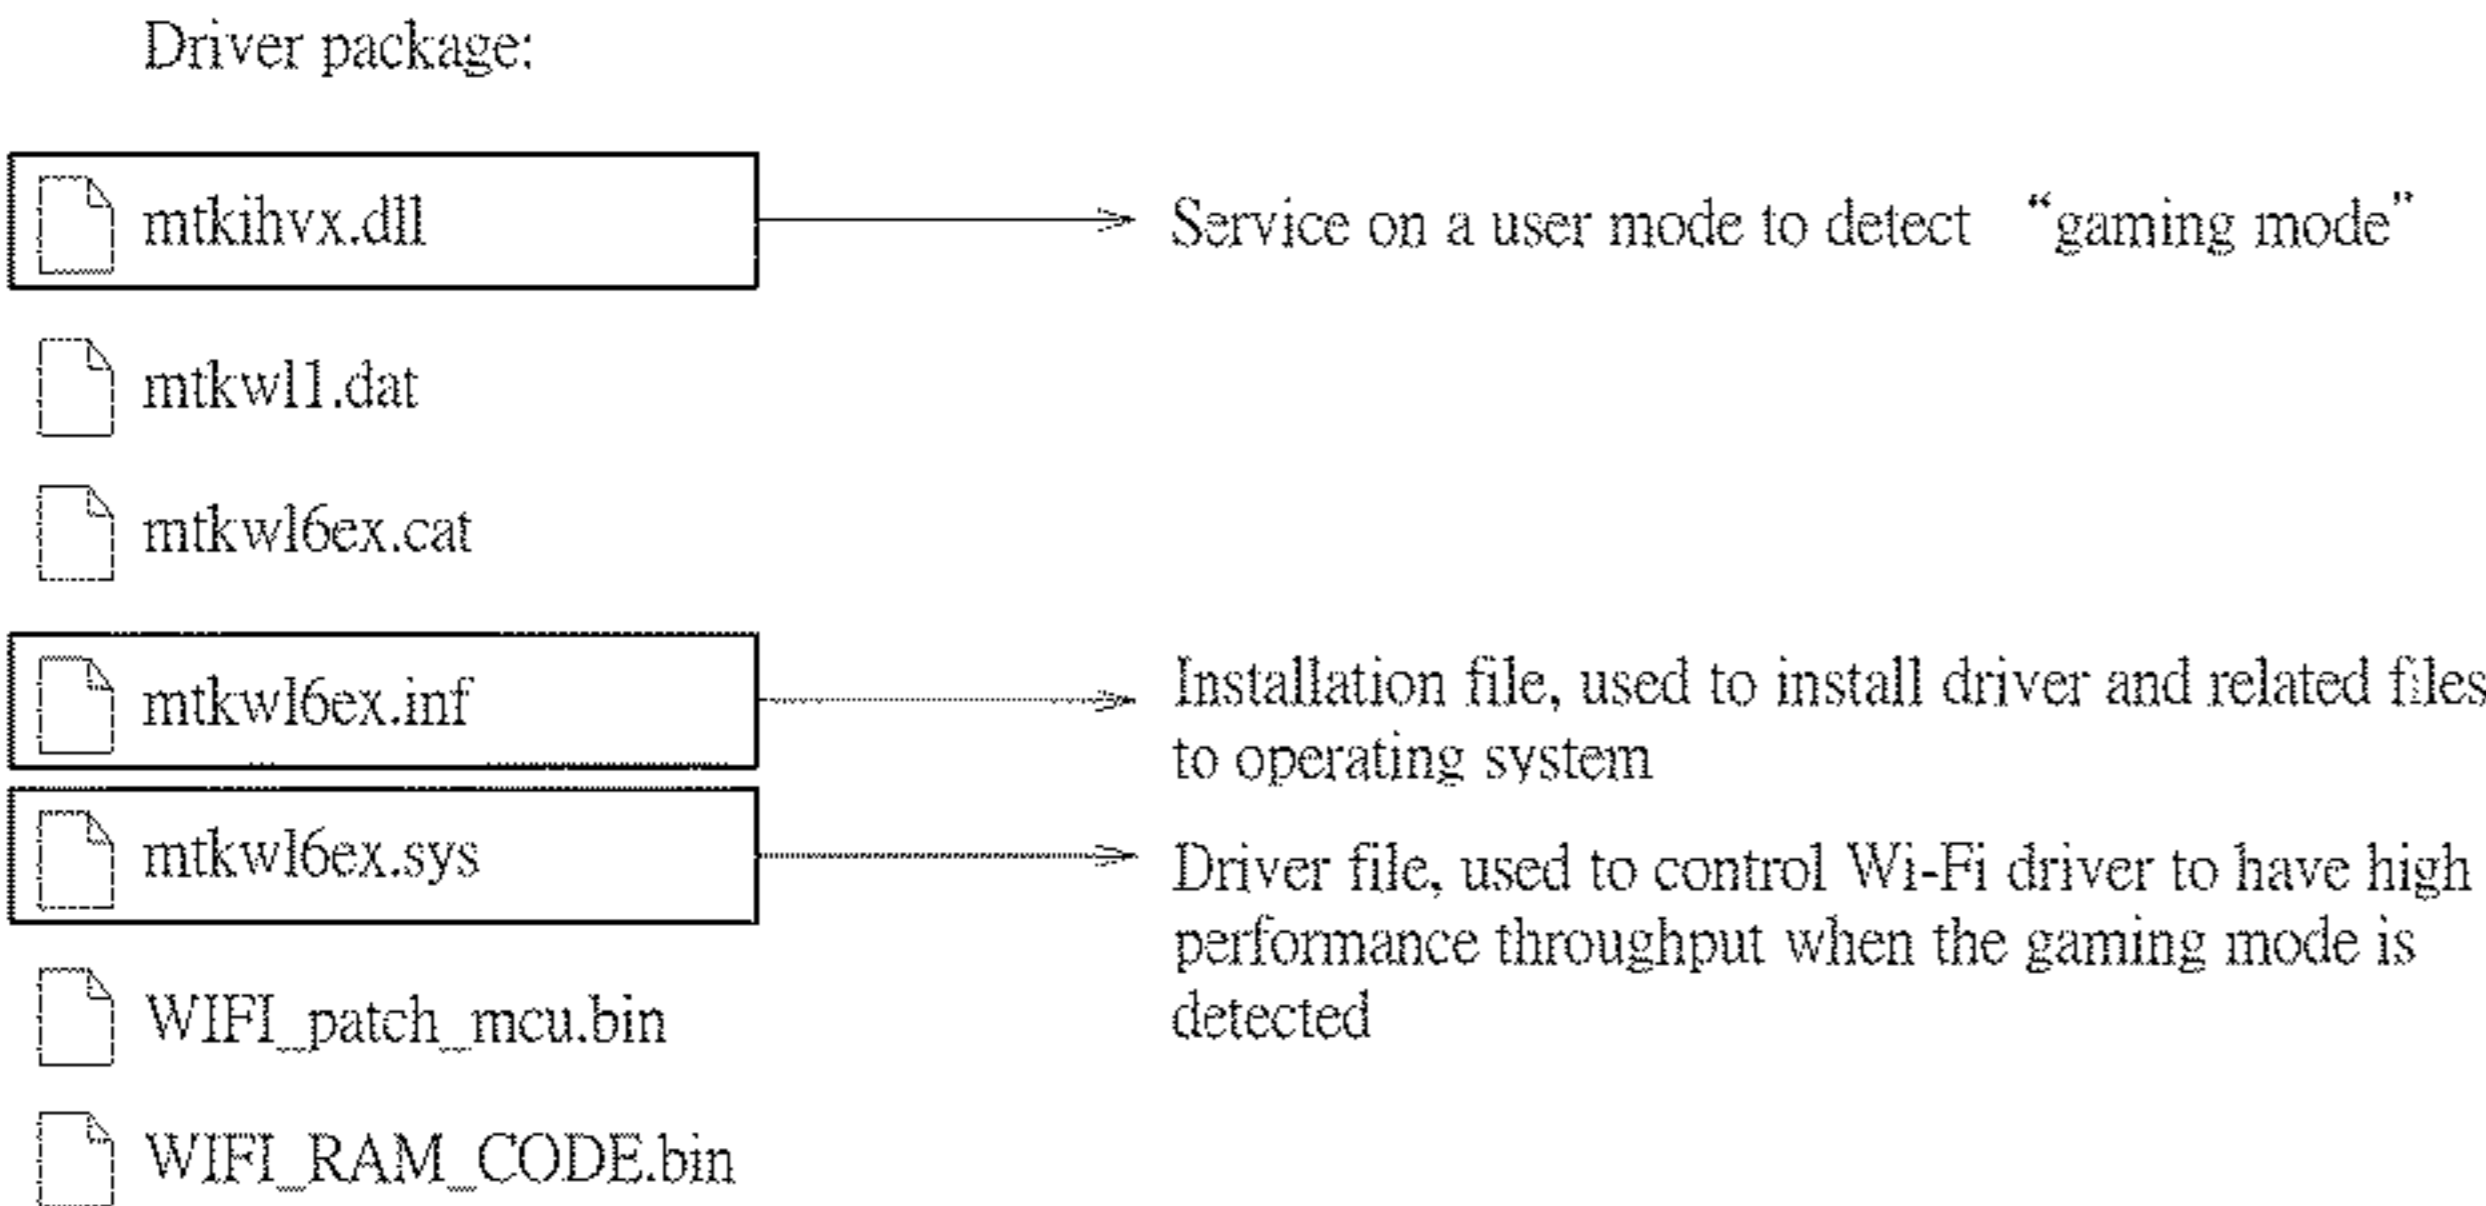 Driver package:
mtkihvx.dll
Service on a user mode to detect “gaming mode”
mtkwl1.dat
mtkwl6ex.cat
mtkwl6ex.inf
Installation file, used to install driver and related files
to operating system
mtkwl6ex.sys
Driver file, used to control Wi-Fi driver to have high
performance throughput when the gaming mode is
detected
WIFI_patch_mcu.bin
WIFI_RAM_CODE.bin